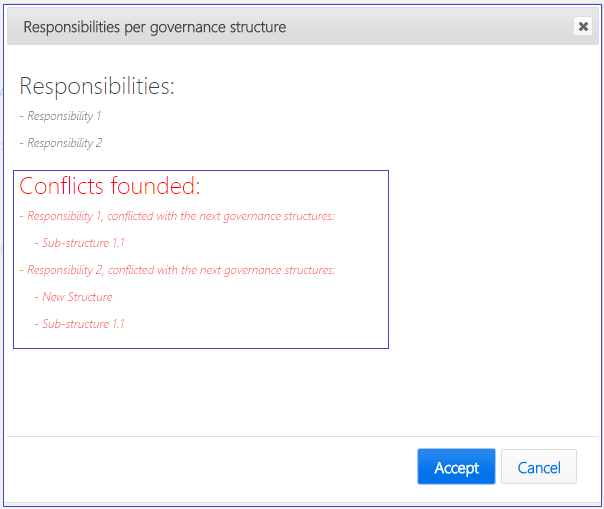 Responsibilities per governance structure
Responsibilities:
- Responsibility 1
- Responsibility 2
Conflicts founded:
- Responsibility 1, conflicted with the next governance structures:
- Sub-structure 1.1
- Responsibility 2, conflicted with the next governance structures:
- New Structure
- Sub-structure 1.1
Accept Cancel